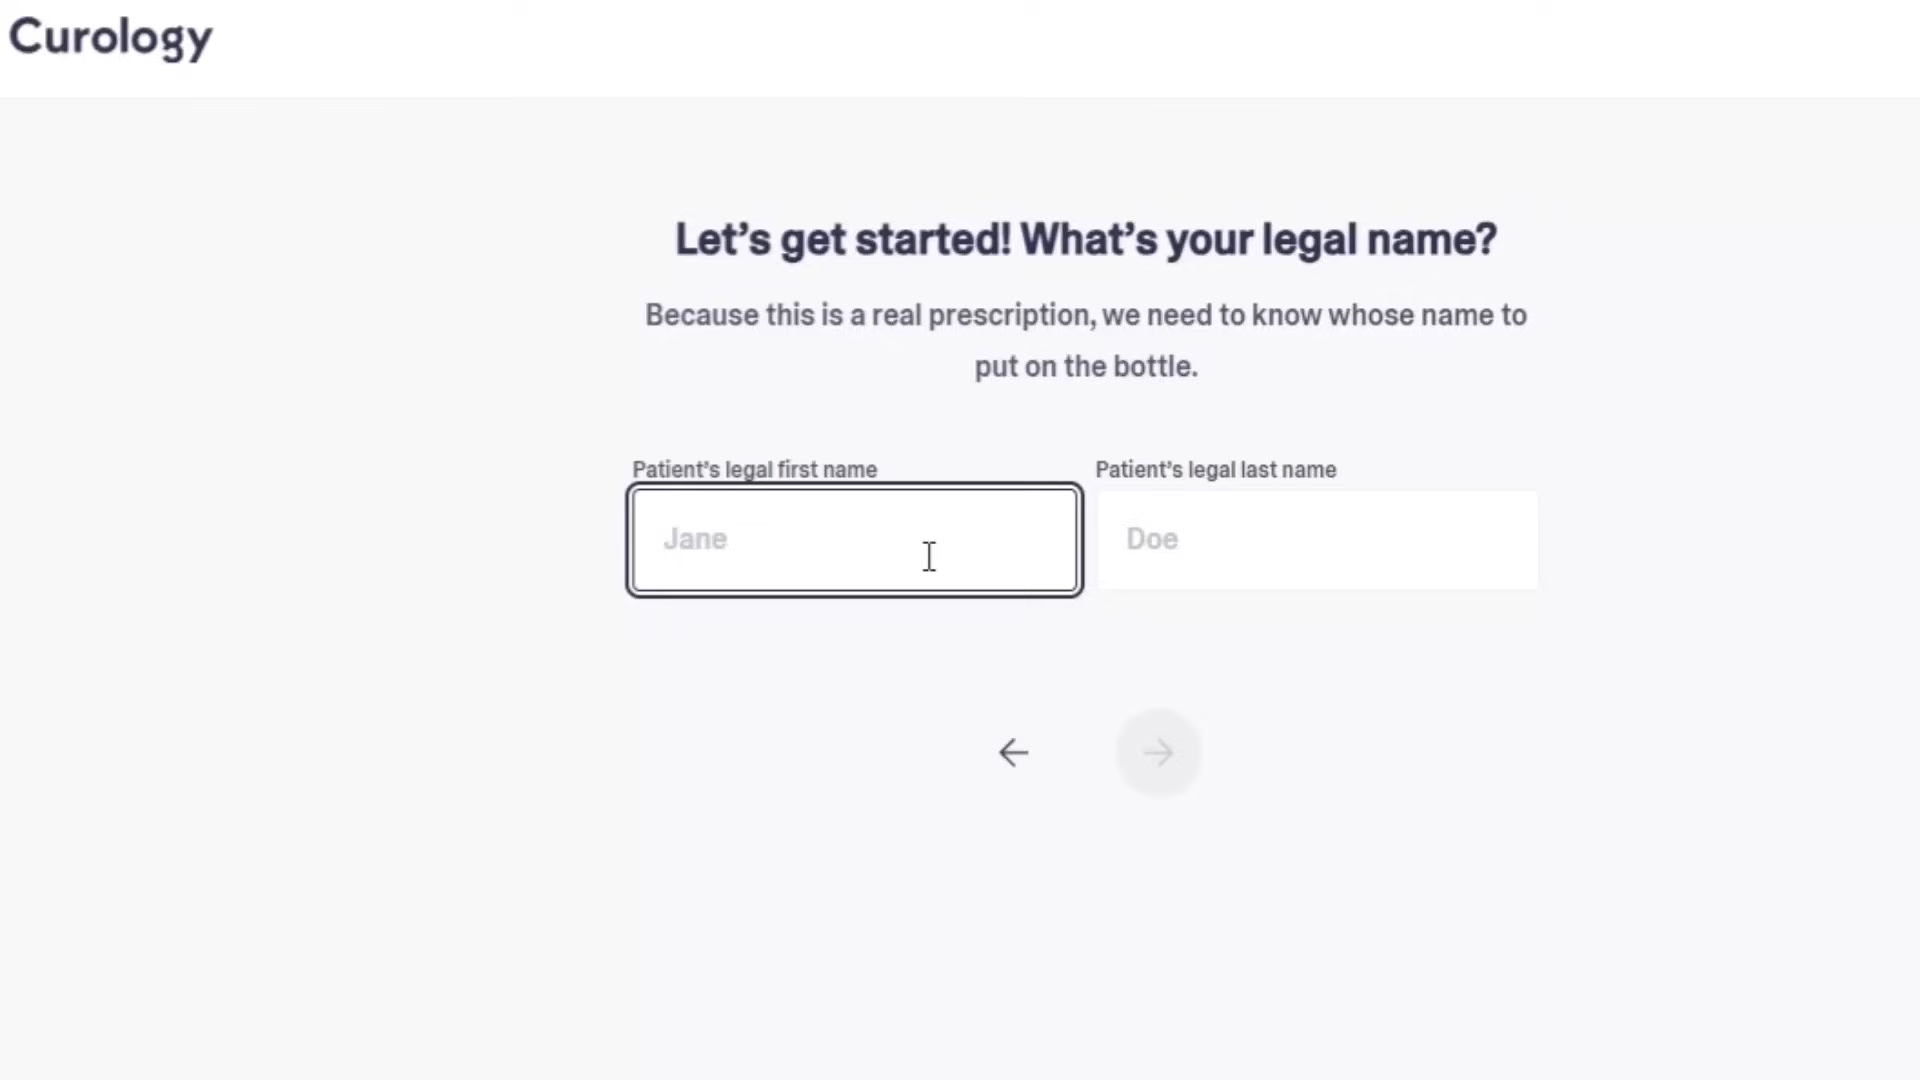 Curology
Let's get started! What's your legal name?
Because this is a real prescription, we need to know whose name to
put on the bottle.
Patient's legal first name
Patient's legal last name
Jane
Doe